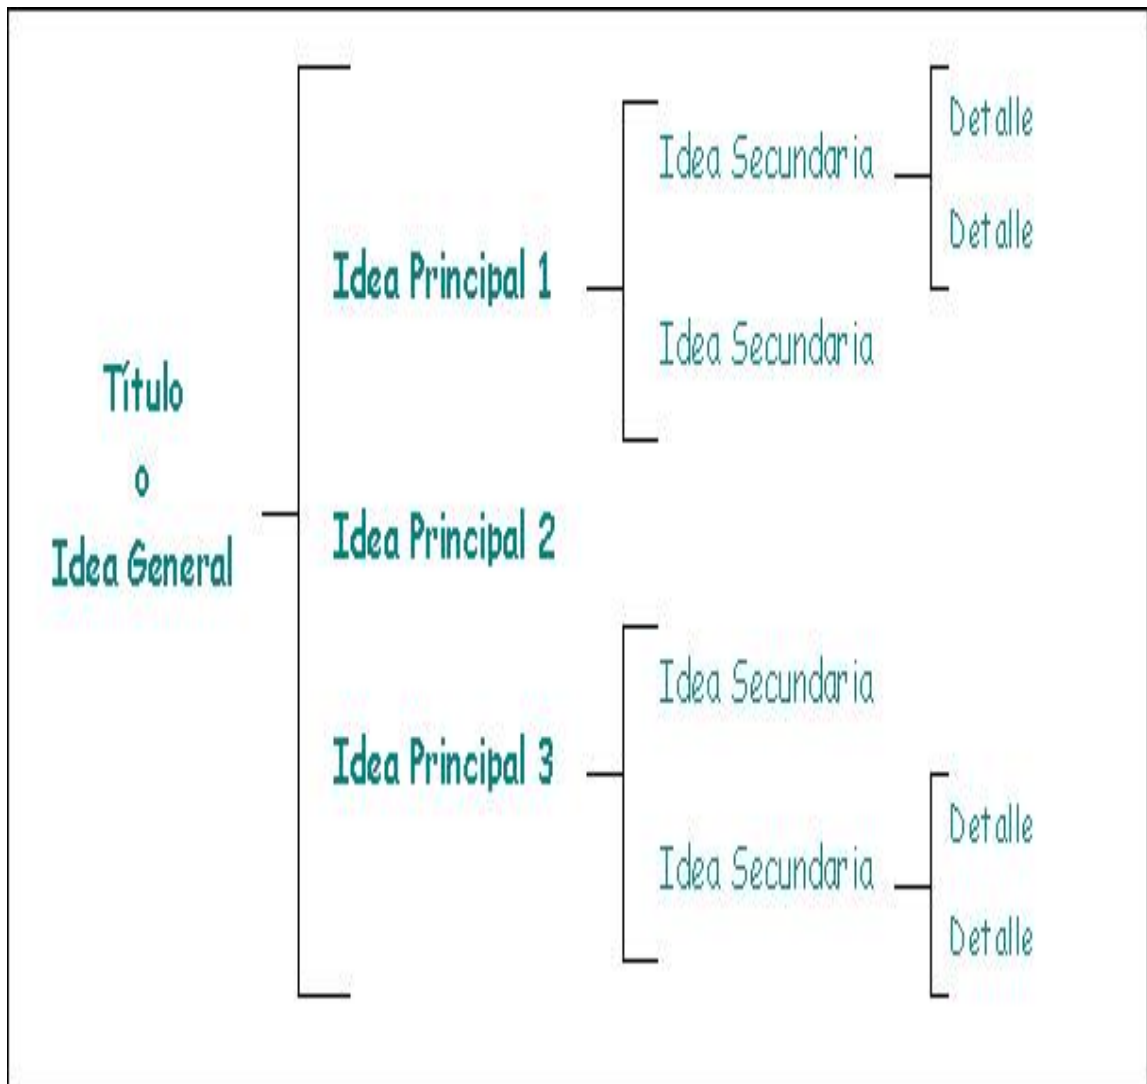 Título
o
Idea General
Idea Principal 1
Idea Secundaria
Detalle
Detalle
Idea Secundaria
Idea Principal 2
Idea Principal 3
Idea Secundaria
Idea Secundaria
Detalle
Detalle